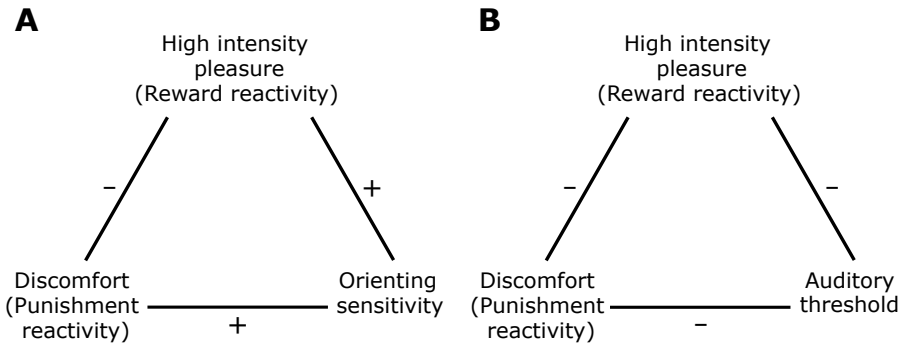 A
High intensity
pleasure
(Reward reactivity)
–
+
Discomfort
(Punishment
reactivity)
Orienting
sensitivity
+
B
High intensity
pleasure
(Reward reactivity)
–
–
Discomfort
(Punishment
reactivity)
Auditory
threshold
–